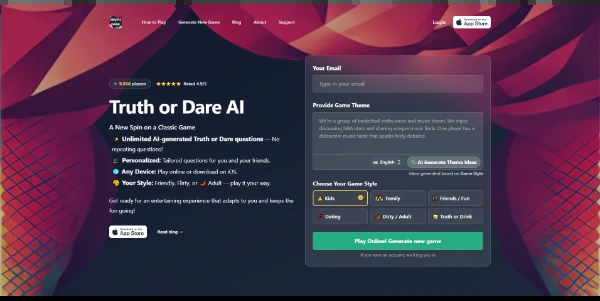 How to Play
Generate New Game
Blog
About
Support
Login
Download on the
App Store
9,658 players
Rated 4.9/5
Truth or Dare AI
A New Spin on a Classic Game
Unlimited AI-generated Truth or Dare questions — No
repeating questions!
Personalized: Tailored questions for you and your friends.
Any Device: Play online or download on iOS.
Your Style: Friendly, Flirty, or 🌶️ Adult — play it your way.
Get ready for an entertaining experience that adapts to you and keeps the
fun going!
Download on the
App Store
Read blog →
Your Email
Type in your email
Provide Game Theme
We're a group of basketball enthusiasts and music lovers. We enjoy
discussing NBA stars and sharing unique music finds. One player has a
distinctive music taste that sparks lively debate.
English
AI Generate Theme Ideas
Ideas generated based on Game Style
Choose Your Game Style
Kids
Family
Friends / Fun
Dating
Dirty / Adult
Truth or Drink
Play Online! Generate new game
If you have an account, we'll log you in